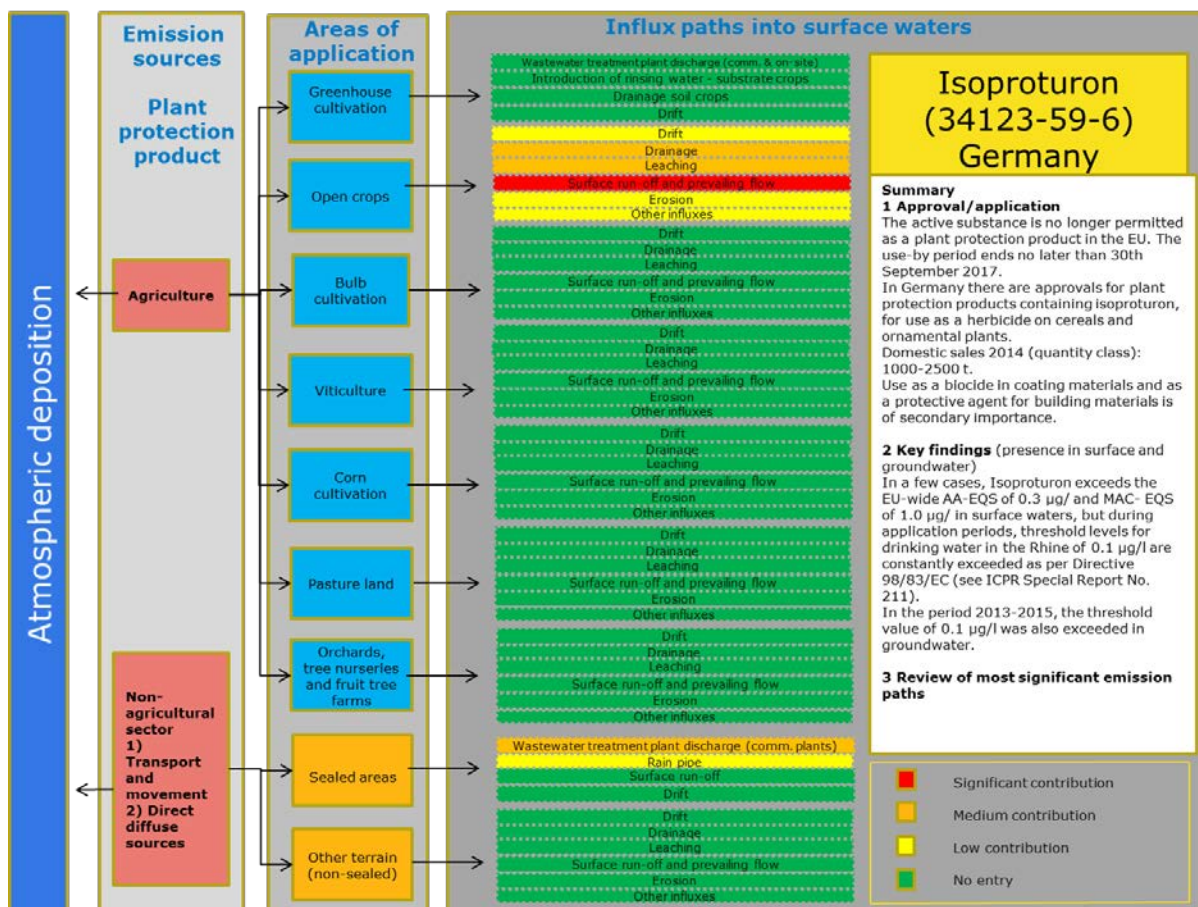 Atmospheric deposition
Emission
sources
Plant
protection
product
Agriculture
Non-
agricultural
sector
1)
Transport
and
movement
2) Direct
diffuse
sources
Areas of
application
Greenhouse
cultivation
Open crops
Bulb
cultivation
Viticulture
Corn
cultivation
Pasture land
Orchards,
tree nurseries
and fruit tree
farms
Sealed areas
Other terrain
(non-sealed)
Influx paths into surface waters
Wastewater treatment plant discharge (comm. & on-site)
Introduction of rinsing water - substrate crops
Drainage soil crops
Drift
Drift
Drainage
Leaching
Surface run-off and prevailing flow
Erosion
Other influxes
Drift
Drainage
Leaching
Surface run-off and prevailing flow
Erosion
Other influxes
Drift
Drainage
Leaching
Surface run-off and prevailing flow
Erosion
Other influxes
Drift
Drainage
Leaching
Surface run-off and prevailing flow
Erosion
Other influxes
Drift
Drainage
Leaching
Surface run-off and prevailing flow
Erosion
Other influxes
Drift
Drainage
Leaching
Surface run-off and prevailing flow
Erosion
Other influxes
Wastewater treatment plant discharge (comm. plants)
Rain pipe
Surface run-off
Drift
Drift
Drainage
Leaching
Surface run-off and prevailing flow
Erosion
Other influxes
Isoproturon
(34123-59-6)
Germany
Summary
1 Approval/application
The active substance is no longer permitted
as a plant protection product in the EU. The
use-by period ends no later than 30th
September 2017.
In Germany there are approvals for plant
protection products containing isoproturon,
for use as a herbicide on cereals and
ornamental plants.
Domestic sales 2014 (quantity class):
1000-2500 t.
Use as a biocide in coating materials and as
a protective agent for building materials is
of secondary importance.
2 Key findings (presence in surface and
groundwater)
In a few cases, Isoproturon exceeds the
EU-wide AA-EQS of 0.3 µg/ and MAC- EQS
of 1.0 µg/ in surface waters, but during
application periods, threshold levels for
drinking water in the Rhine of 0.1 µg/l are
constantly exceeded as per Directive
98/83/EC (see ICPR Special Report No.
211).
In the period 2013-2015, the threshold
value of 0.1 µg/l was also exceeded in
groundwater.
3 Review of most significant emission
paths
Significant contribution
Medium contribution
Low contribution
No entry